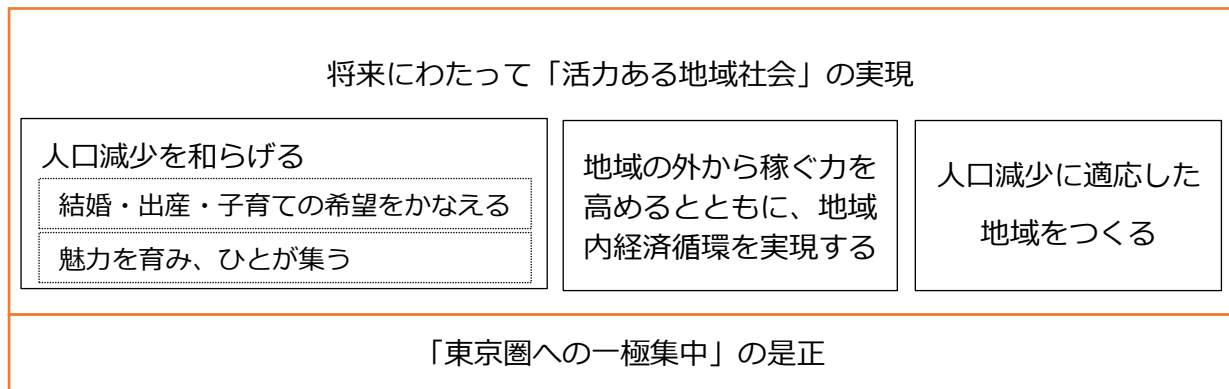 将来にわたって「活力ある地域社会」の実現
人口減少を和らげる
結婚・出産・子育ての希望をかなえる
魅力を育み、ひとが集う
地域の外から稼ぐ力を
高めるとともに、地域
内経済循環を実現する
人口減少に適応した
地域をつくる
「東京圏への一極集中」の是正